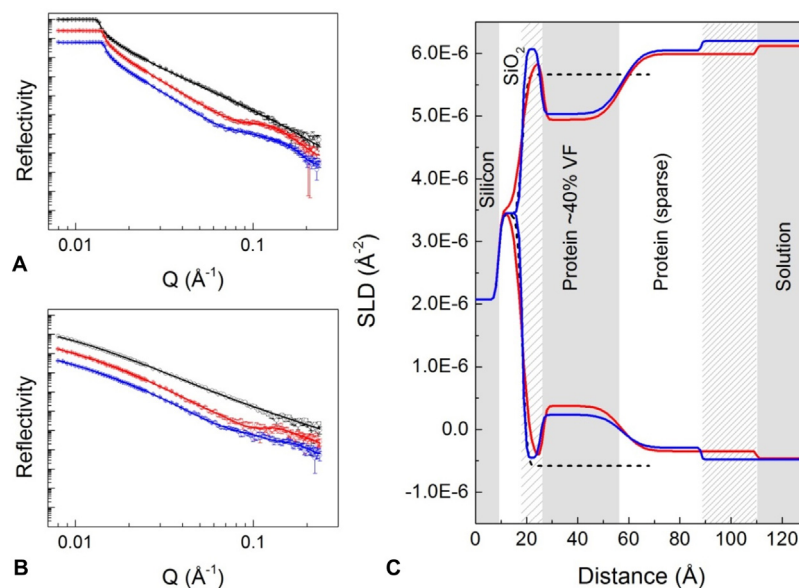 Reflectivity
0.01
0.1
A
Q (Å⁻¹)
Reflectivity
0.01
0.1
B
Q (Å⁻¹)
SLD (Å⁻²)
6.0E-6
5.0E-6
4.0E-6
3.0E-6
2.0E-6
1.0E-6
0.0
-1.0E-6
Silicon
SiO₂
Protein ~40% VF
Protein (sparse)
Solution
0
20
40
60
80
100
120
C
Distance (Å)